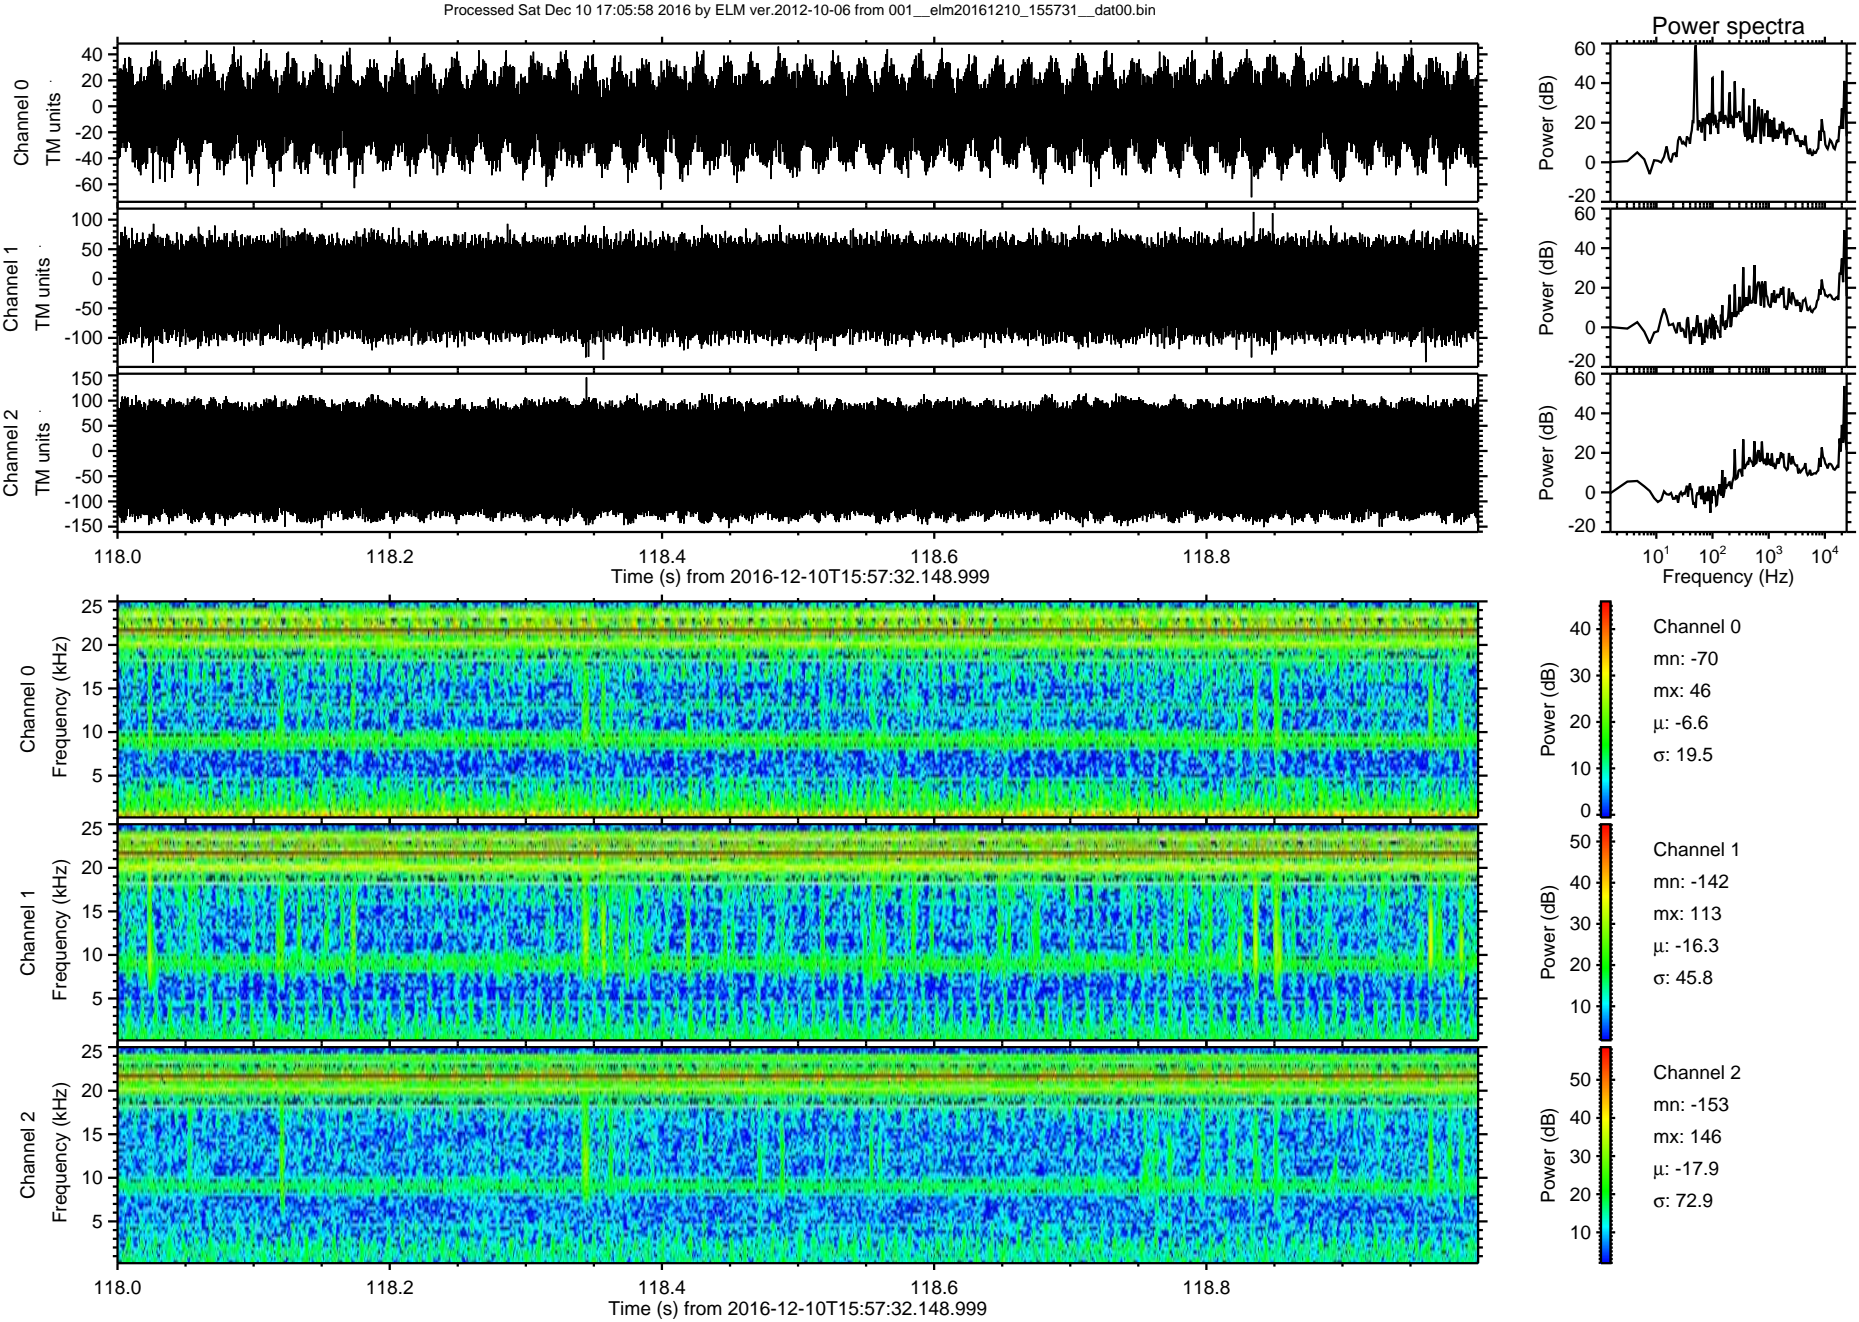 Processed Sat Dec 10 17:05:58 2016 by ELM ver.2012-10-06 from 001__elm20161210_155731__dat00.bin
Power spectra
Channel 0
TM units
40
20
0
-20
-40
-60
Power (dB)
60
40
20
0
-20
Channel 1
TM units
100
50
0
-50
-100
Power (dB)
60
40
20
0
-20
Channel 2
TM units
150
100
50
0
-50
-100
-150
Power (dB)
60
40
20
0
-20
118.0 118.2 118.4 118.6 118.8
Time (s) from 2016-12-10T15:57:32.148.999
10^1 10^2 10^3 10^4
Frequency (Hz)
Channel 0
Frequency (kHz)
25
20
15
10
5
Power (dB)
40
30
20
10
0
Channel 0
mn: -70
mx: 46
μ: -6.6
σ: 19.5
Channel 1
Frequency (kHz)
25
20
15
10
5
Power (dB)
50
40
30
20
10
Channel 1
mn: -142
mx: 113
μ: -16.3
σ: 45.8
Channel 2
Frequency (kHz)
25
20
15
10
5
Power (dB)
50
40
30
20
10
Channel 2
mn: -153
mx: 146
μ: -17.9
σ: 72.9
118.0 118.2 118.4 118.6 118.8
Time (s) from 2016-12-10T15:57:32.148.999